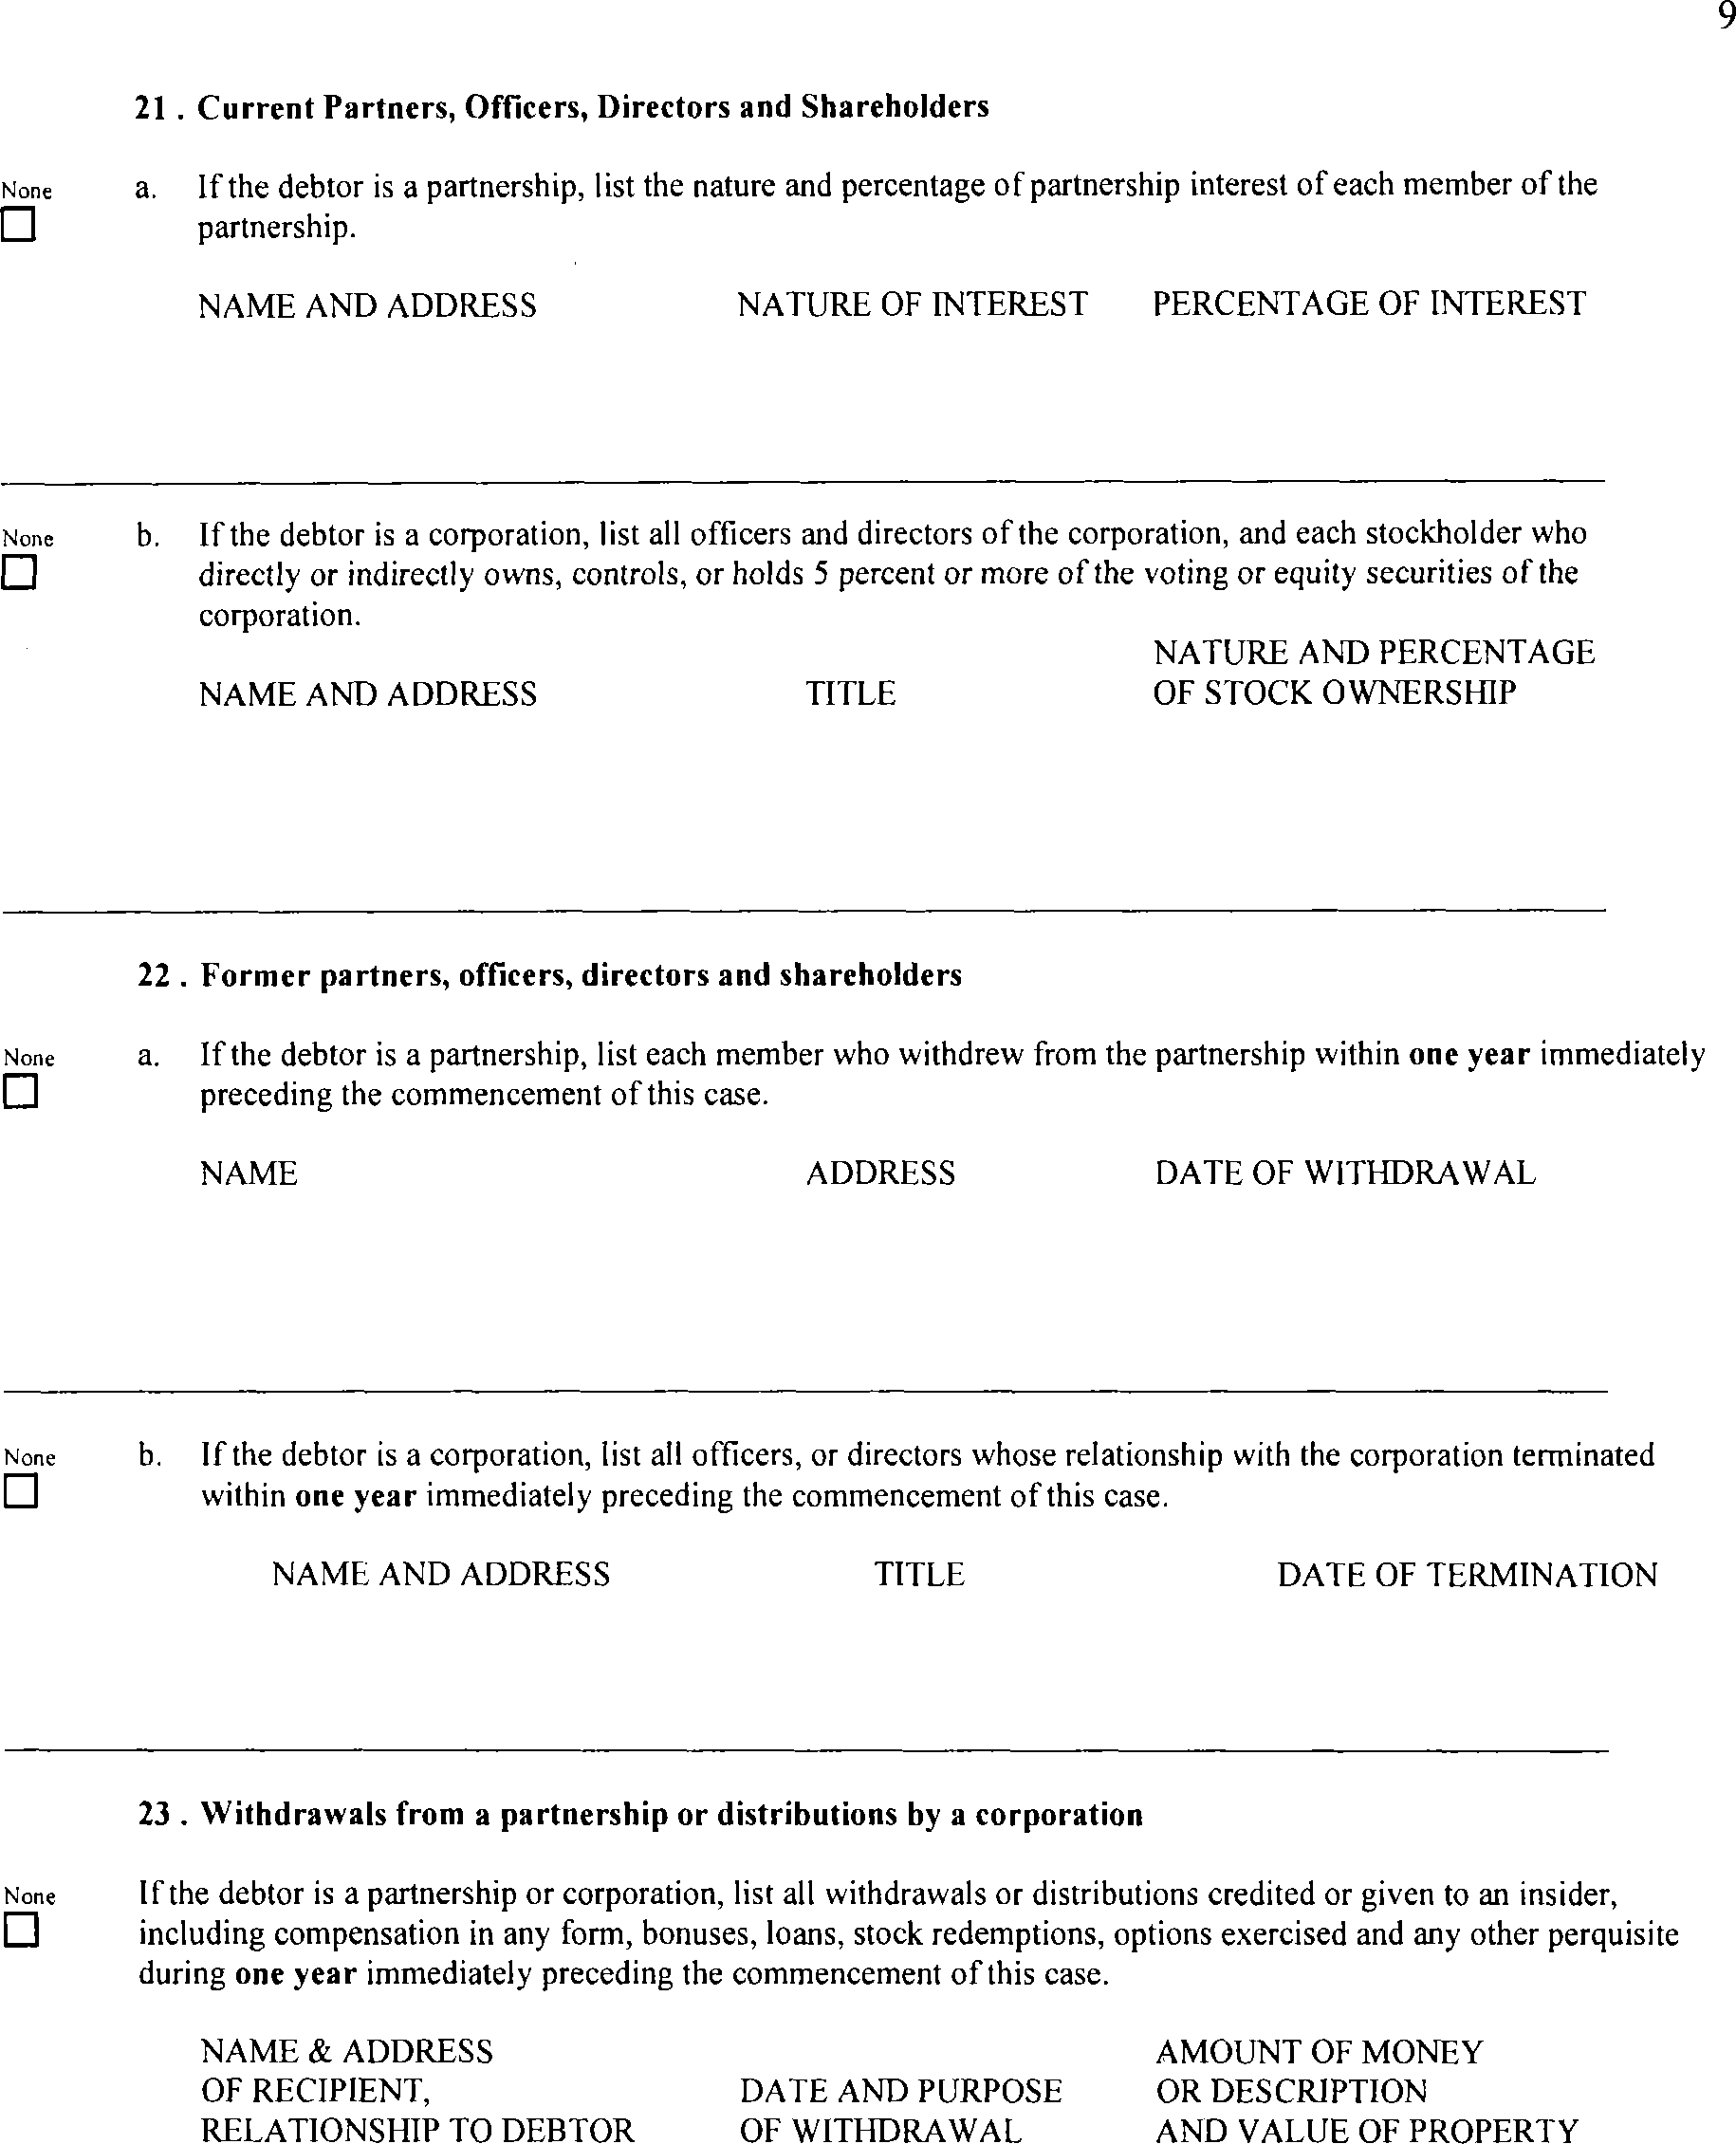 9
21 . Current Partners, Officers, Directors and Shareholders
None a. If the debtor is a partnership, list the nature and percentage of partnership interest of each member of the
partnership.
NAME AND ADDRESS NATURE OF INTEREST PERCENTAGE OF INTEREST
None b. If the debtor is a corporation, list all officers and directors of the corporation, and each stockholder who
directly or indirectly owns, controls, or holds 5 percent or more of the voting or equity securities of the
corporation.
NATURE AND PERCENTAGE
NAME AND ADDRESS TITLE OF STOCK OWNERSHIP
22 . Former partners, officers, directors and shareholders
None a. If the debtor is a partnership, list each member who withdrew from the partnership within one year immediately
preceding the commencement of this case.
NAME ADDRESS DATE OF WITHDRAWAL
None b. If the debtor is a corporation, list all officers, or directors whose relationship with the corporation terminated
within one year immediately preceding the commencement of this case.
NAME AND ADDRESS TITLE DATE OF TERMINATION
23 . Withdrawals from a partnership or distributions by a corporation
None If the debtor is a partnership or corporation, list all withdrawals or distributions credited or given to an insider,
including compensation in any form, bonuses, loans, stock redemptions, options exercised and any other perquisite
during one year immediately preceding the commencement of this case.
NAME & ADDRESS AMOUNT OF MONEY
OF RECIPIENT, DATE AND PURPOSE OR DESCRIPTION
RELATIONSHIP TO DEBTOR OF WITHDRAWAL AND VALUE OF PROPERTY